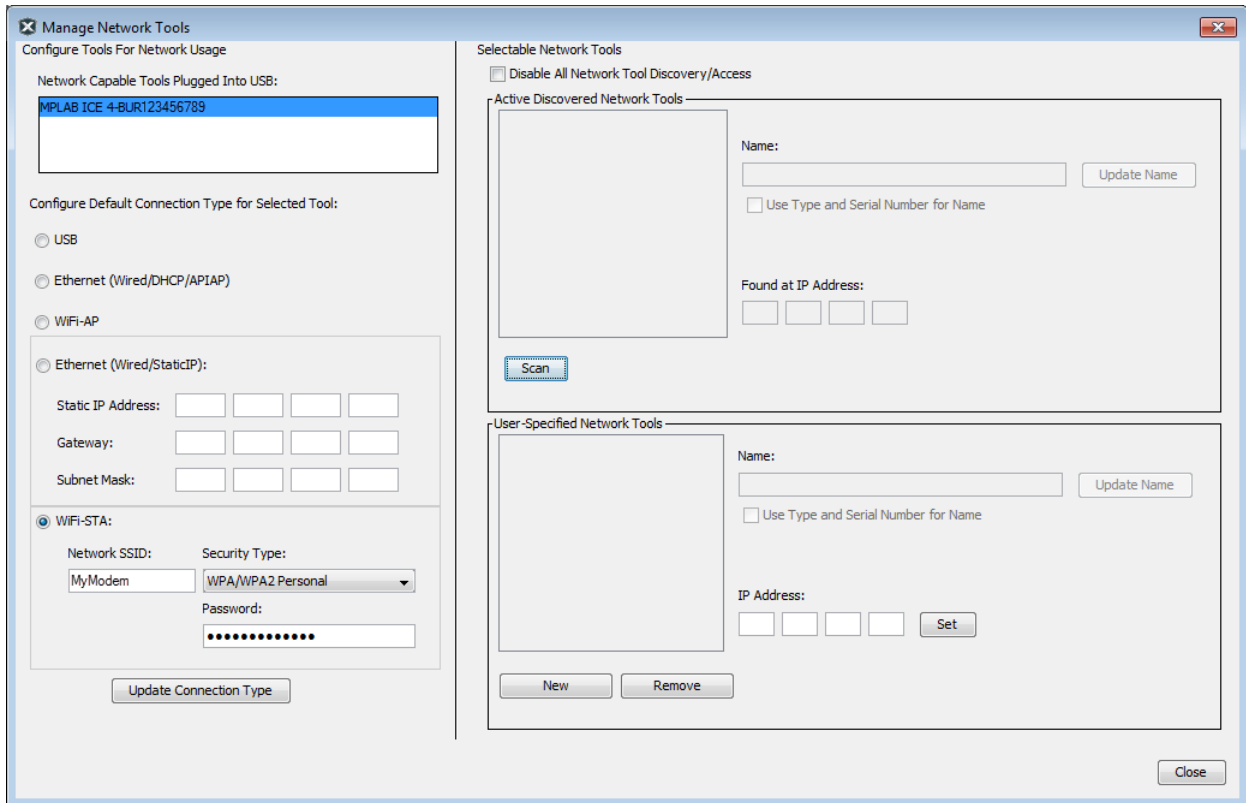 Manage Network Tools
Configure Tools For Network Usage
Network Capable Tools Plugged Into USB:
MPLAB ICE 4-BUR123456789
Configure Default Connection Type for Selected Tool:
USB
Ethernet (Wired/DHCP/APIAP)
WiFi-AP
Ethernet (Wired/StaticIP):
Static IP Address:
Gateway:
Subnet Mask:
WiFi-STA:
Network SSID: Security Type:
MyModem WPA/WPA2 Personal
Password:
•••••••••••••
Update Connection Type
Selectable Network Tools
Disable All Network Tool Discovery/Access
Active Discovered Network Tools
Name:
Update Name
Use Type and Serial Number for Name
Found at IP Address:
Scan
User-Specified Network Tools
Name:
Update Name
Use Type and Serial Number for Name
IP Address:
Set
New Remove
Close